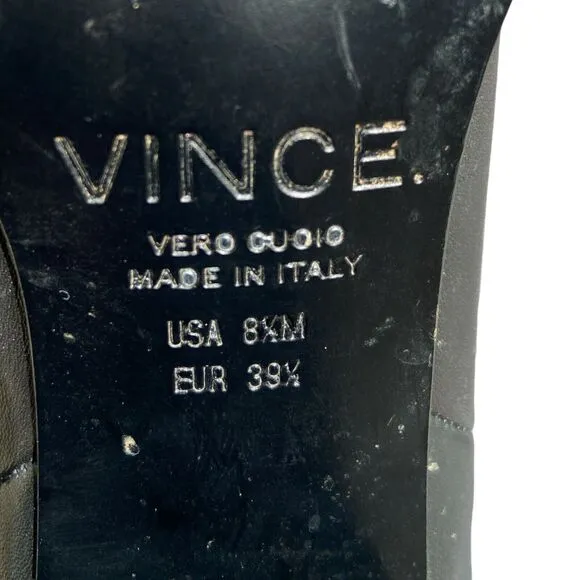 VINCE.
VERO CUOIO
MADE IN ITALY
USA 8½M
EUR 39½